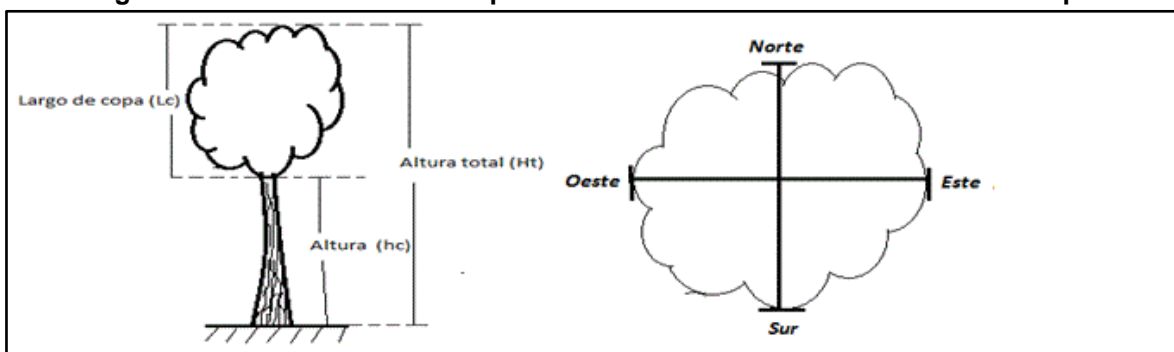 Largo de copa (Lc)
Altura total (Ht)
Altura (hc)
Norte
Oeste
Este
Sur